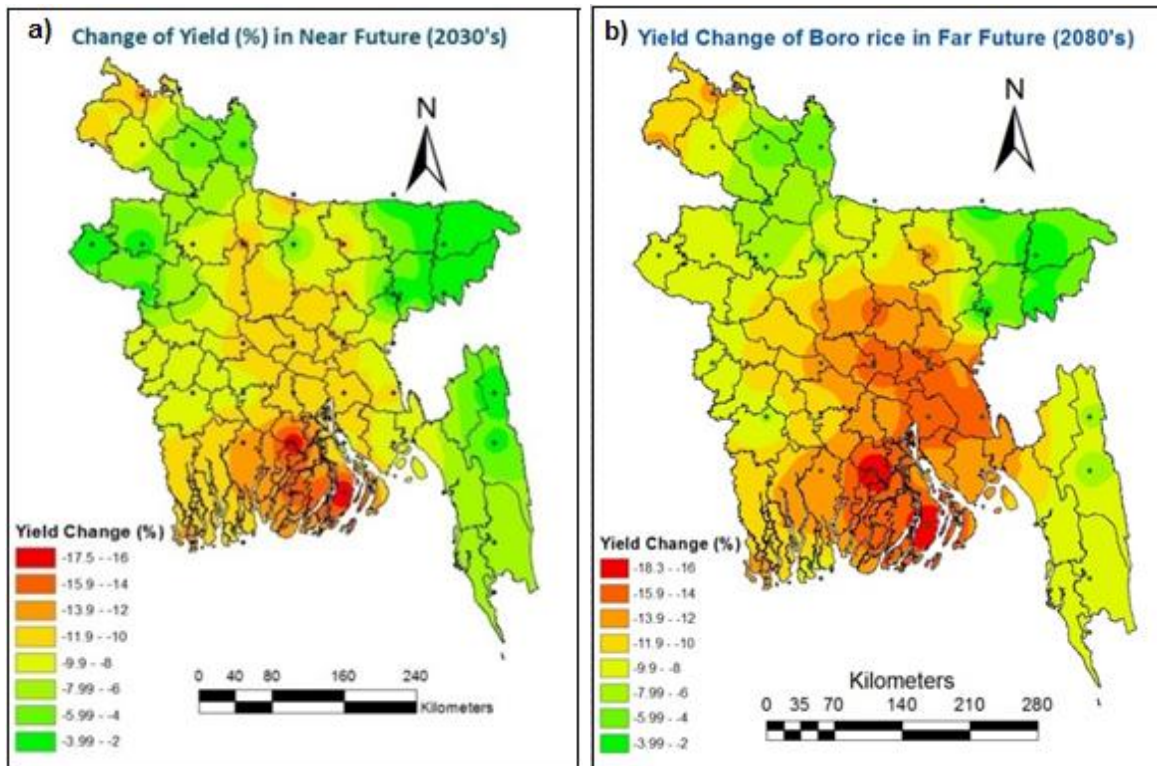 a) Change of Yield (%) in Near Future (2030's)
N
Yield Change (%)
-17.5 - -16
-15.9 - -14
-13.9 - -12
-11.9 - -10
-9.9 - -8
-7.99 - -6
-5.99 - -4
-3.99 - -2
0 40 80 160 240
Kilometers
b) Yield Change of Boro rice in Far Future (2080's)
N
Yield Change (%)
-18.3 - -16
-15.9 - -14
-13.9 - -12
-11.9 - -10
-9.9 - -8
-7.99 - -6
-5.99 - -4
-3.99 - -2
Kilometers
0 35 70 140 210 280